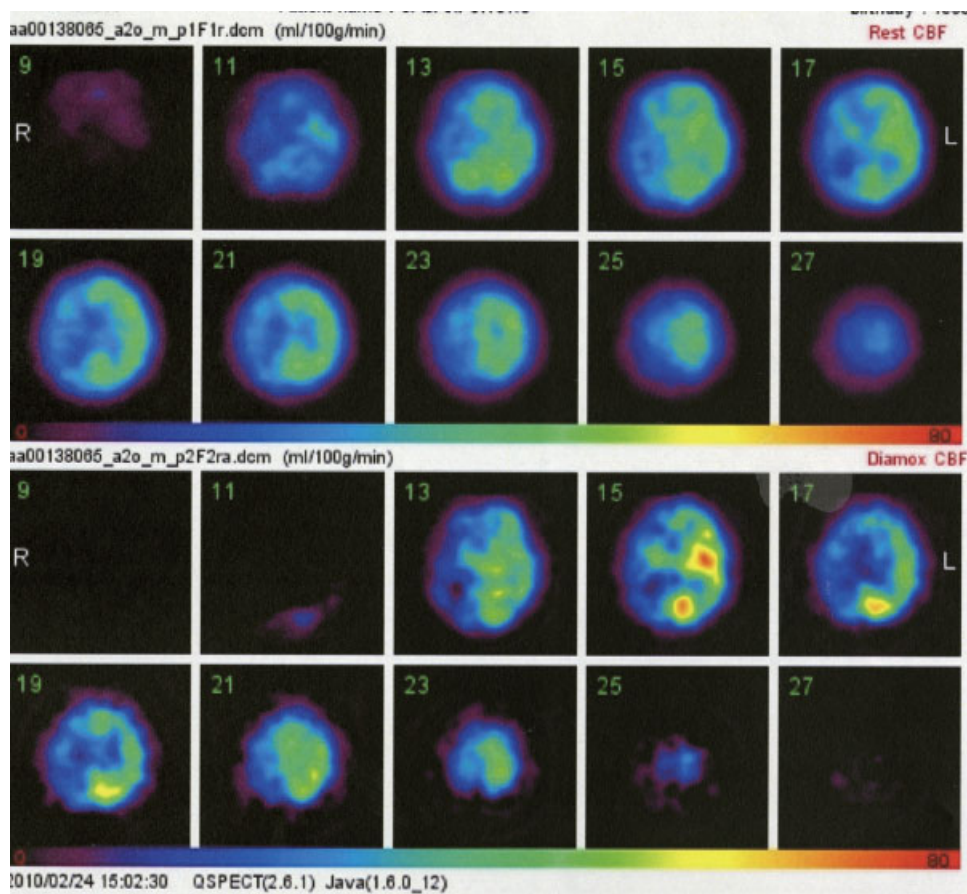 aa00138065_a2o_m_p1F1r.dcm (ml/100g/min) Rest CBF
9 11 13 15 17
R L
19 21 23 25 27
0 80
aa00138065_a2o_m_p2F2ra.dcm (ml/100g/min) Diamox CBF
9 11 13 15 17
R L
19 21 23 25 27
0 80
2010/02/24 15:02:30 QSPECT(2.6.1) Java(1.6.0_12)